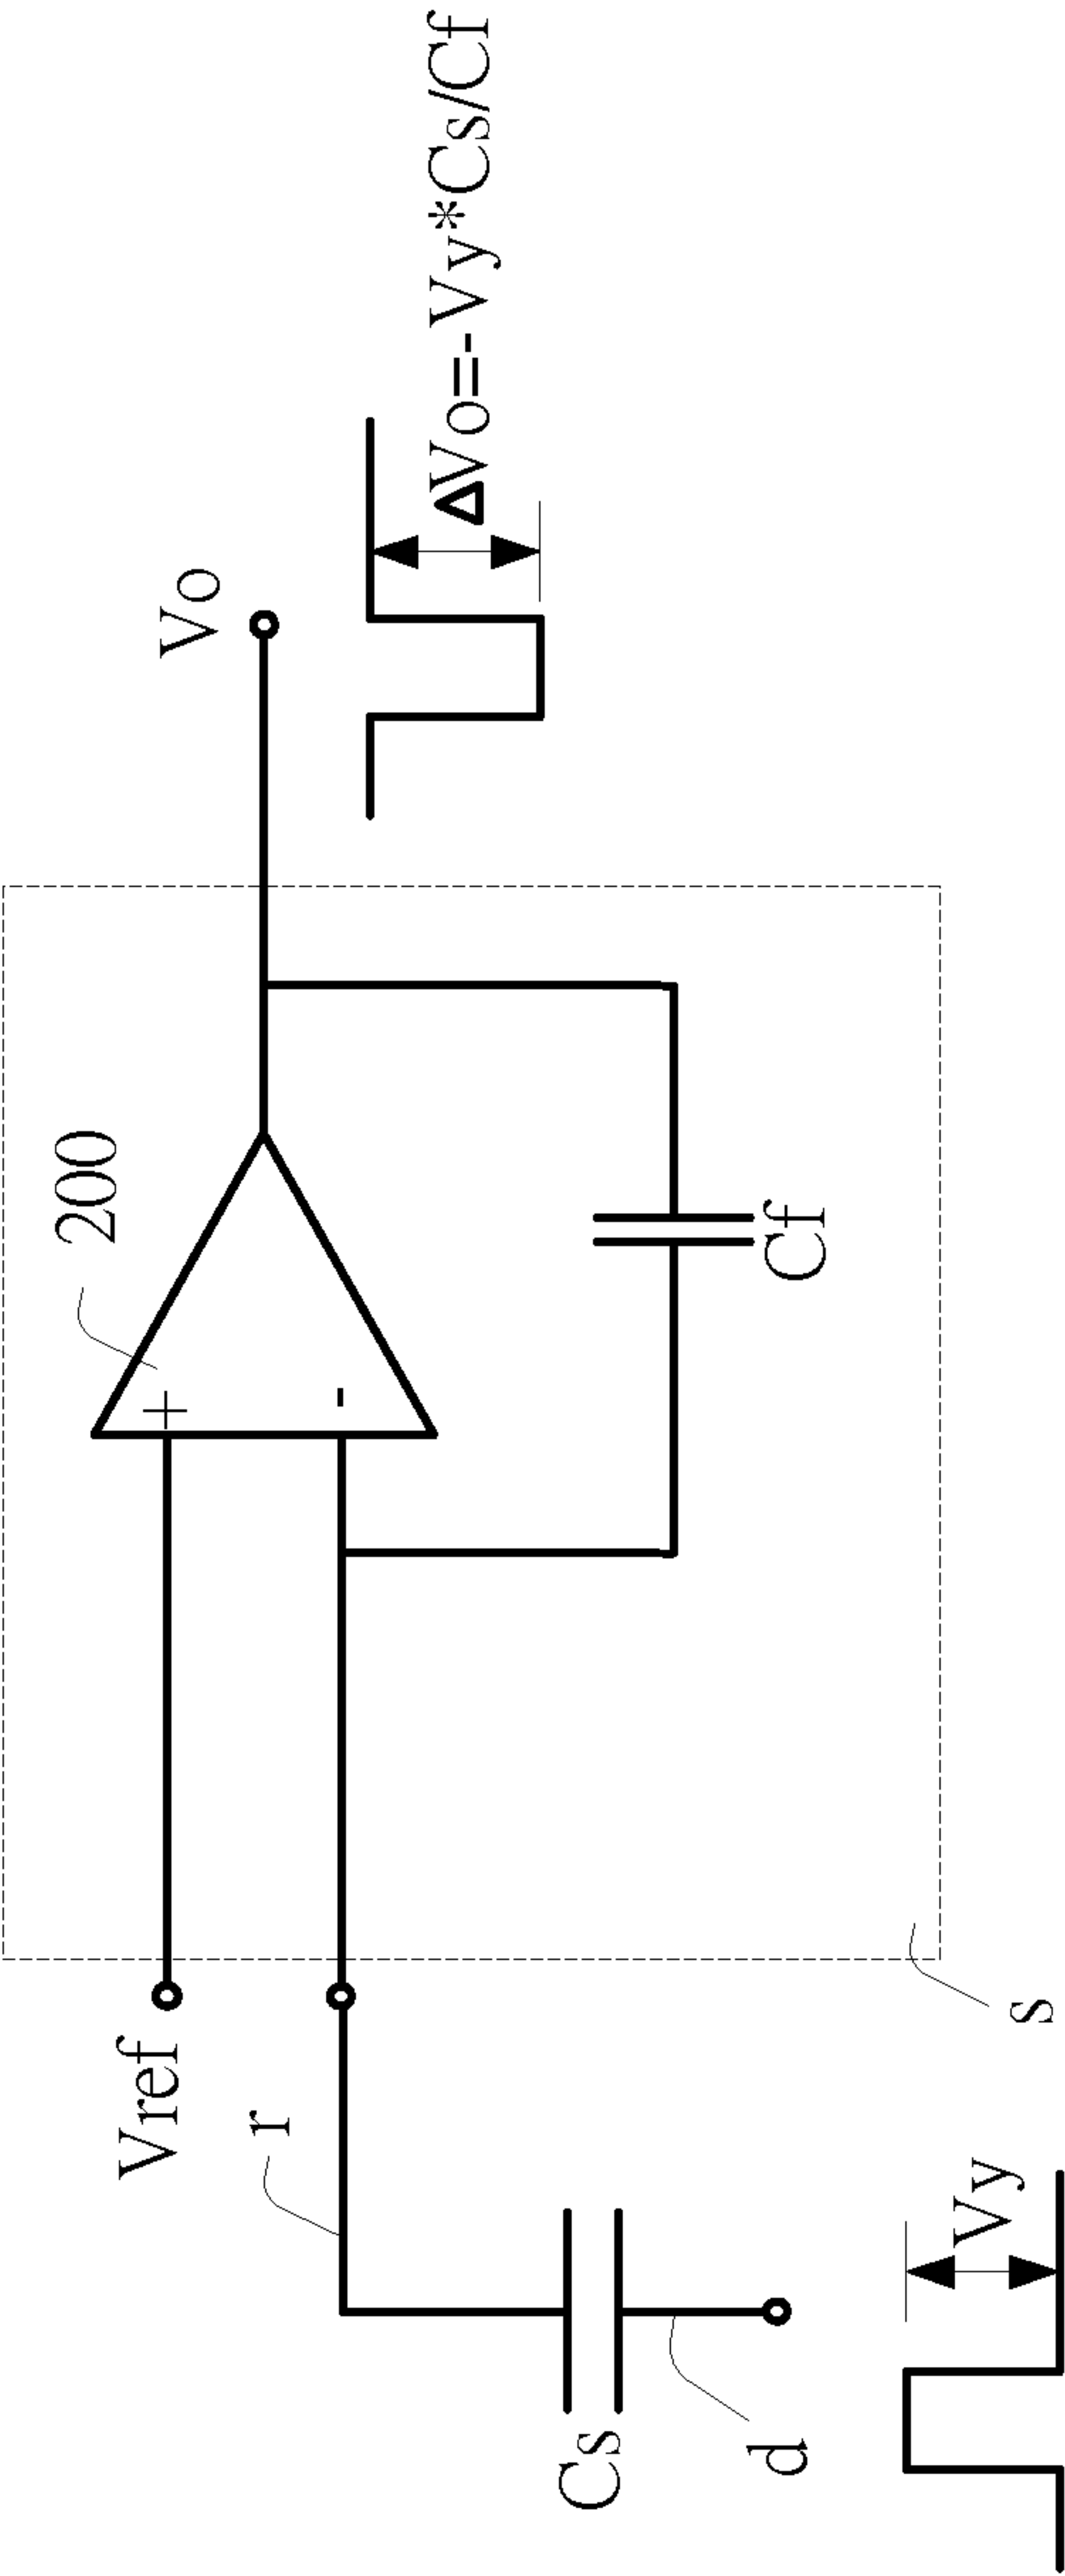 200
Vo
Vref
+
-
r
ΔVo=-Vy*Cs/Cf
Cf
Cs
d
s
Vy